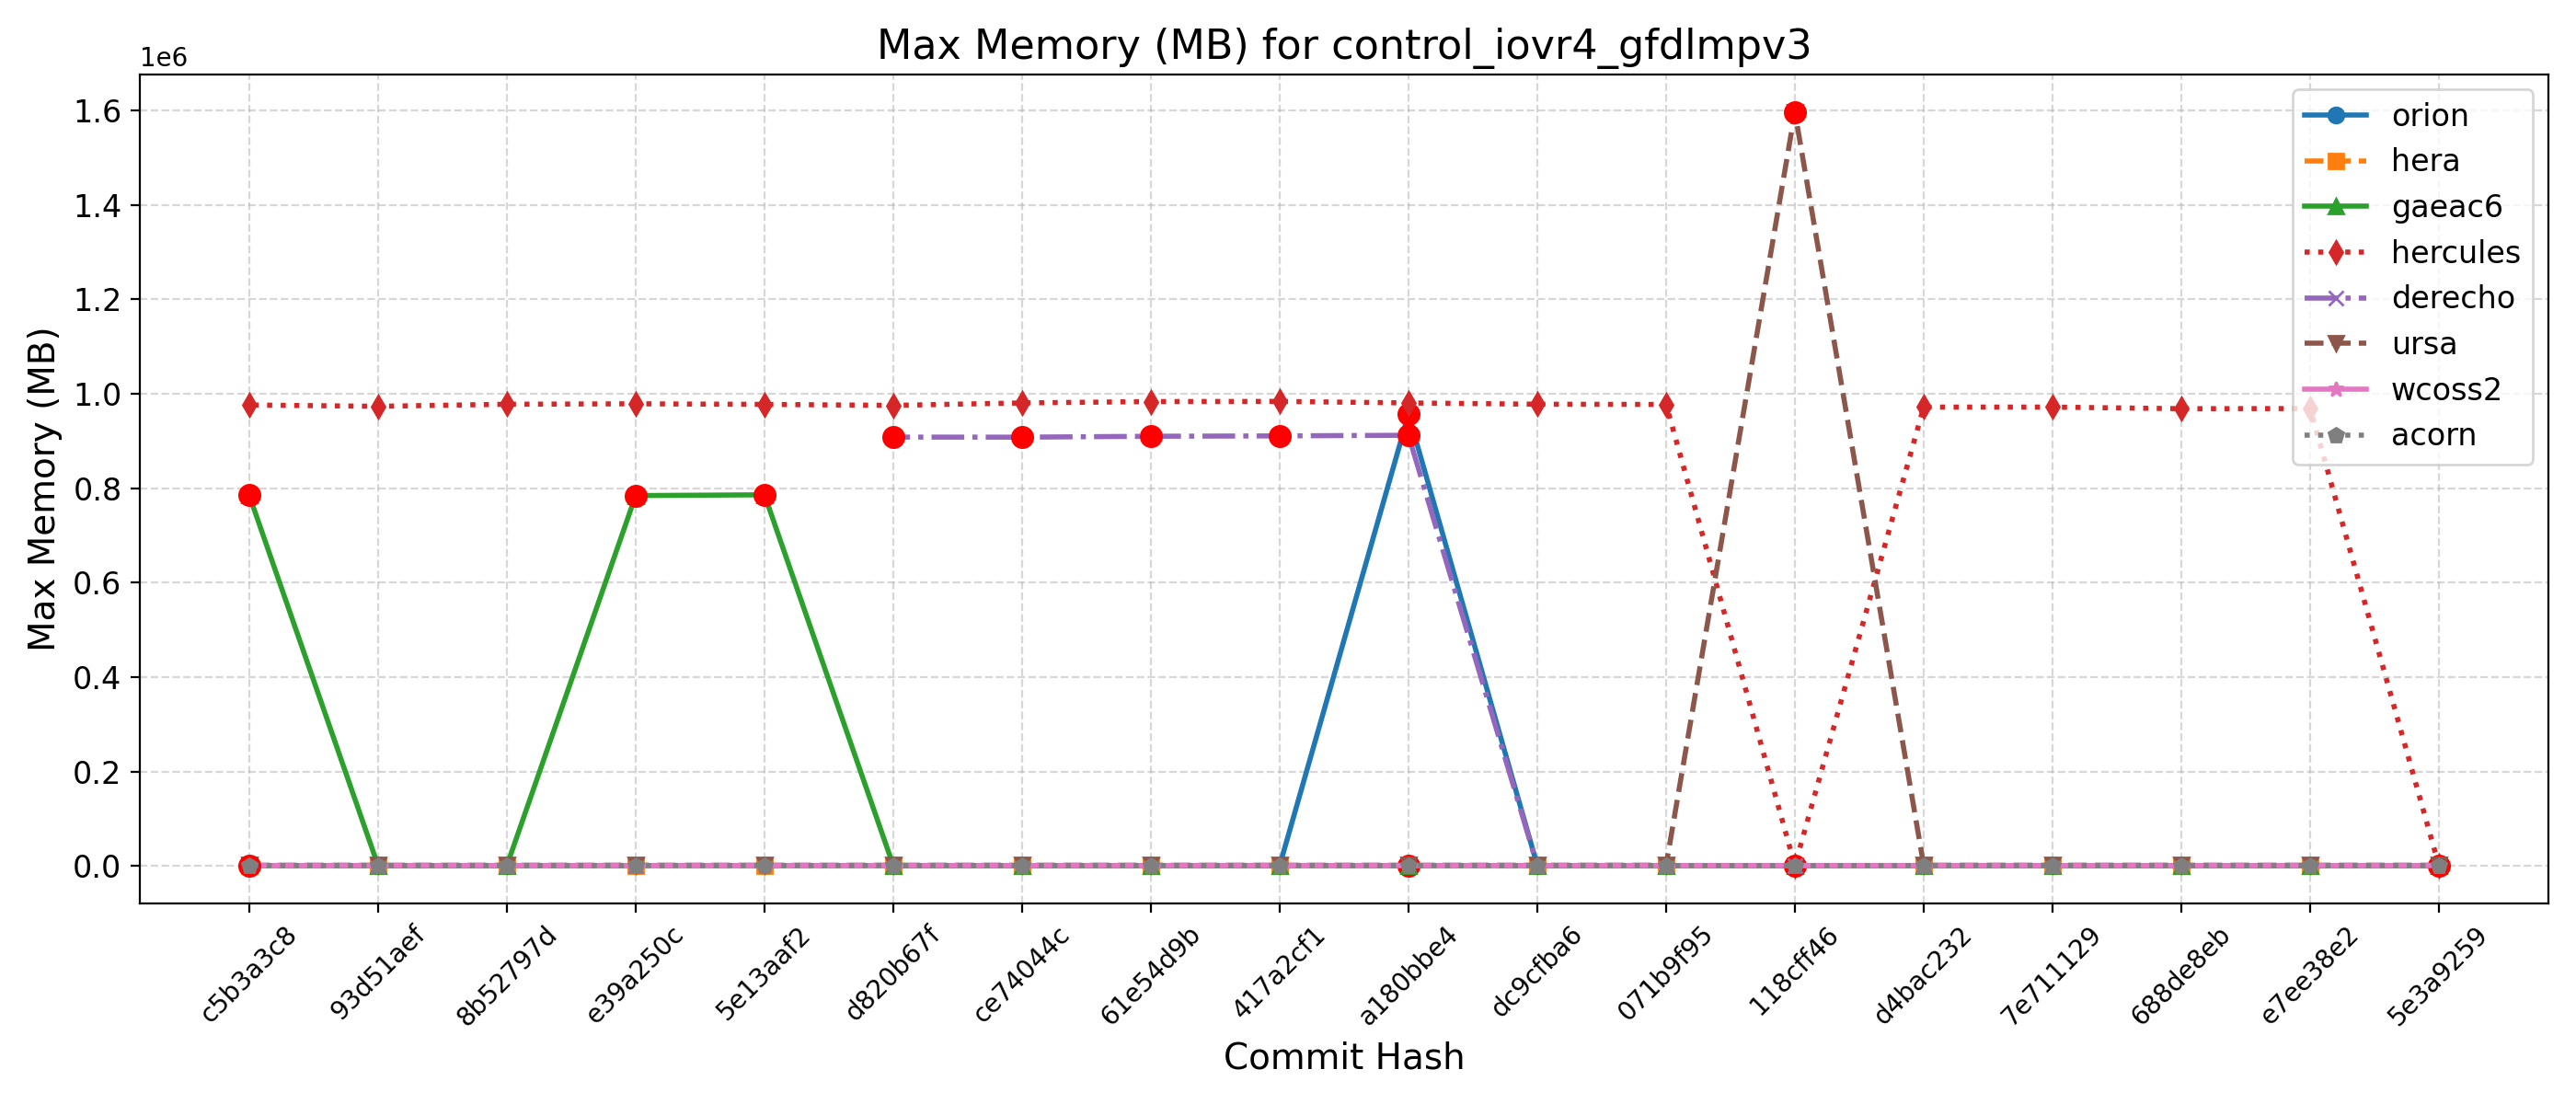 Max Memory (MB) for control_iovr4_gfdlmpv3
1e6
Max Memory (MB)
1.6
1.4
1.2
1.0
0.8
0.6
0.4
0.2
0.0
orion
hera
gaeac6
hercules
derecho
ursa
wcoss2
acorn
c5b3a3c8
93d51aef
8b52797d
e39a250c
5e13aaf2
d820b67f
ce74044c
61e54d9b
417a2cf1
a180bbe4
dc9cfba6
071b9f95
118cff46
d4bac232
7e711129
688de8eb
e7ee38e2
5e3a9259
Commit Hash